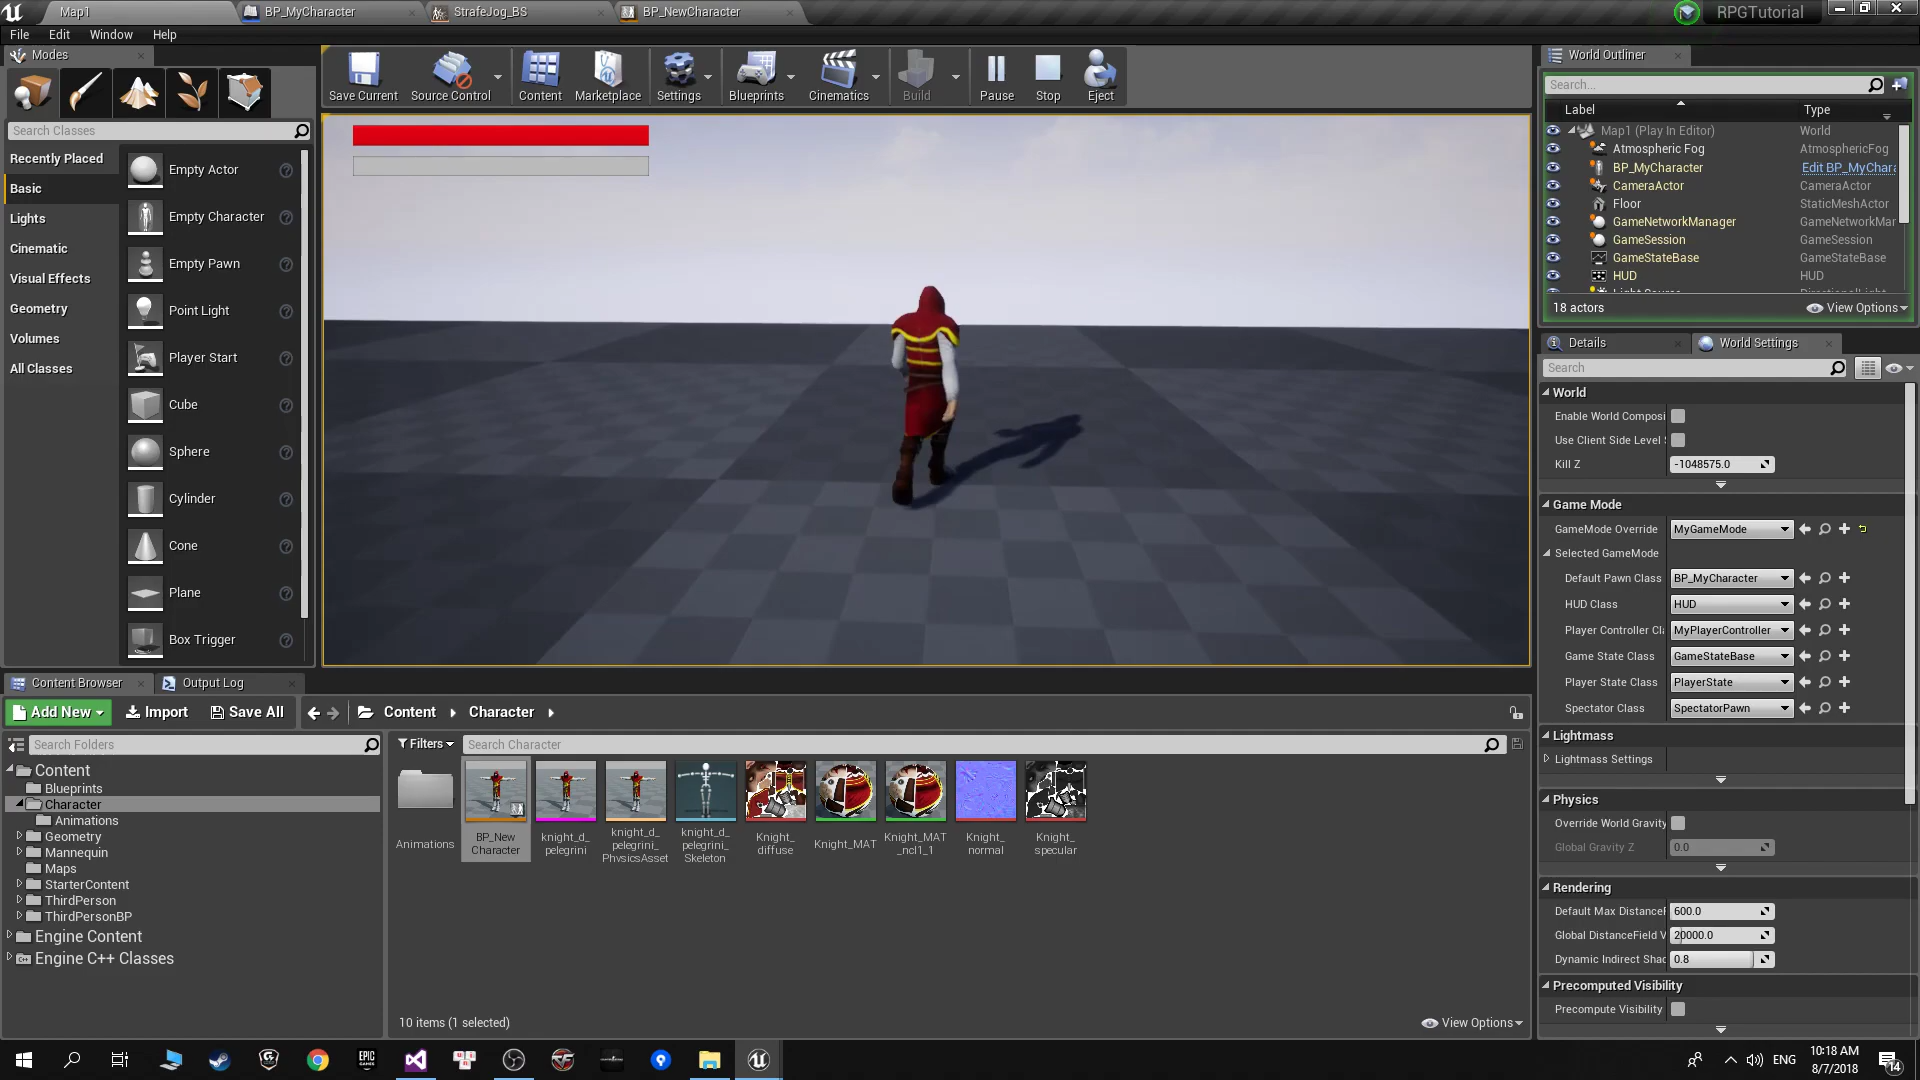 Map1
BP_MyCharacter
StrafeJog_BS
BP_NewCharacter
RPGTutorial
File Edit Window Help
Modes
Search Classes
Recently Placed
Basic
Lights
Cinematic
Visual Effects
Geometry
Volumes
All Classes
Empty Actor
Empty Character
Empty Pawn
Point Light
Player Start
Cube
Sphere
Cylinder
Cone
Plane
Box Trigger
Save Current
Source Control
Content
Marketplace
Settings
Blueprints
Cinematics
Build
Pause
Stop
Eject
World Outliner
Search...
Label Type
Map1 (Play In Editor) World
Atmospheric Fog AtmosphericFog
BP_MyCharacter Edit BP_MyChara
CameraActor CameraActor
Floor StaticMeshActor
GameNetworkManager GameNetworkMar
GameSession GameSession
GameStateBase GameStateBase
HUD HUD
18 actors View Options
Details
World Settings
Search
World
Enable World Composi
Use Client Side Level
Kill Z -1048575.0
Game Mode
GameMode Override MyGameMode
Selected GameMode
Default Pawn Class BP_MyCharacter
HUD Class HUD
Player Controller Cl MyPlayerController
Game State Class GameStateBase
Player State Class PlayerState
Spectator Class SpectatorPawn
Lightmass
Lightmass Settings
Physics
Override World Gravity
Global Gravity Z 0.0
Rendering
Default Max DistanceF 600.0
Global DistanceField V 20000.0
Dynamic Indirect Shac 0.8
Precomputed Visibility
Precompute Visibility
Content Browser
Output Log
Add New
Import
Save All
Content
Character
Search Folders
Content
Blueprints
Character
Animations
Geometry
Mannequin
Maps
StarterContent
ThirdPerson
ThirdPersonBP
Engine Content
Engine C++ Classes
Filters
Search Character
Animations
BP_New
Character
knight_d_
pelegrini
knight_d_
pelegrini_
PhysicsAsset
knight_d_
pelegrini_
Skeleton
Knight_
diffuse
Knight_MAT
Knight_MAT
_ncl1_1
Knight_
normal
Knight_
specular
10 items (1 selected)
View Options
EPIC
GAMES
ENG
10:18 AM
8/7/2018
14